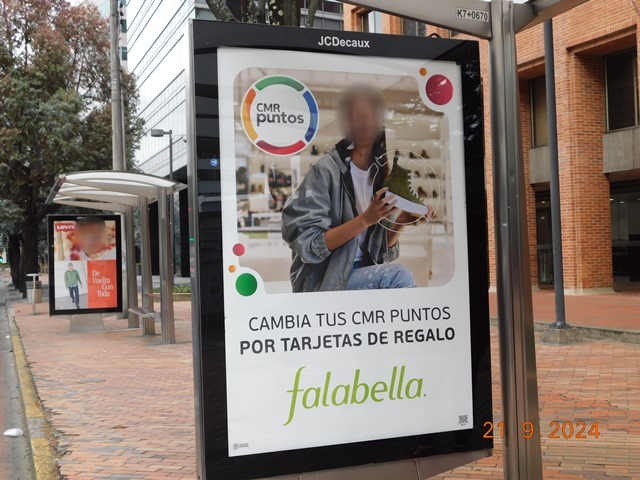 K7+0670
JCDecaux
CMR
puntos
CAMBIA TUS CMR PUNTOS
POR TARJETAS DE REGALO
falabella.
LEVI'S
De
Vuelta
Con
Toda
21 9 2024